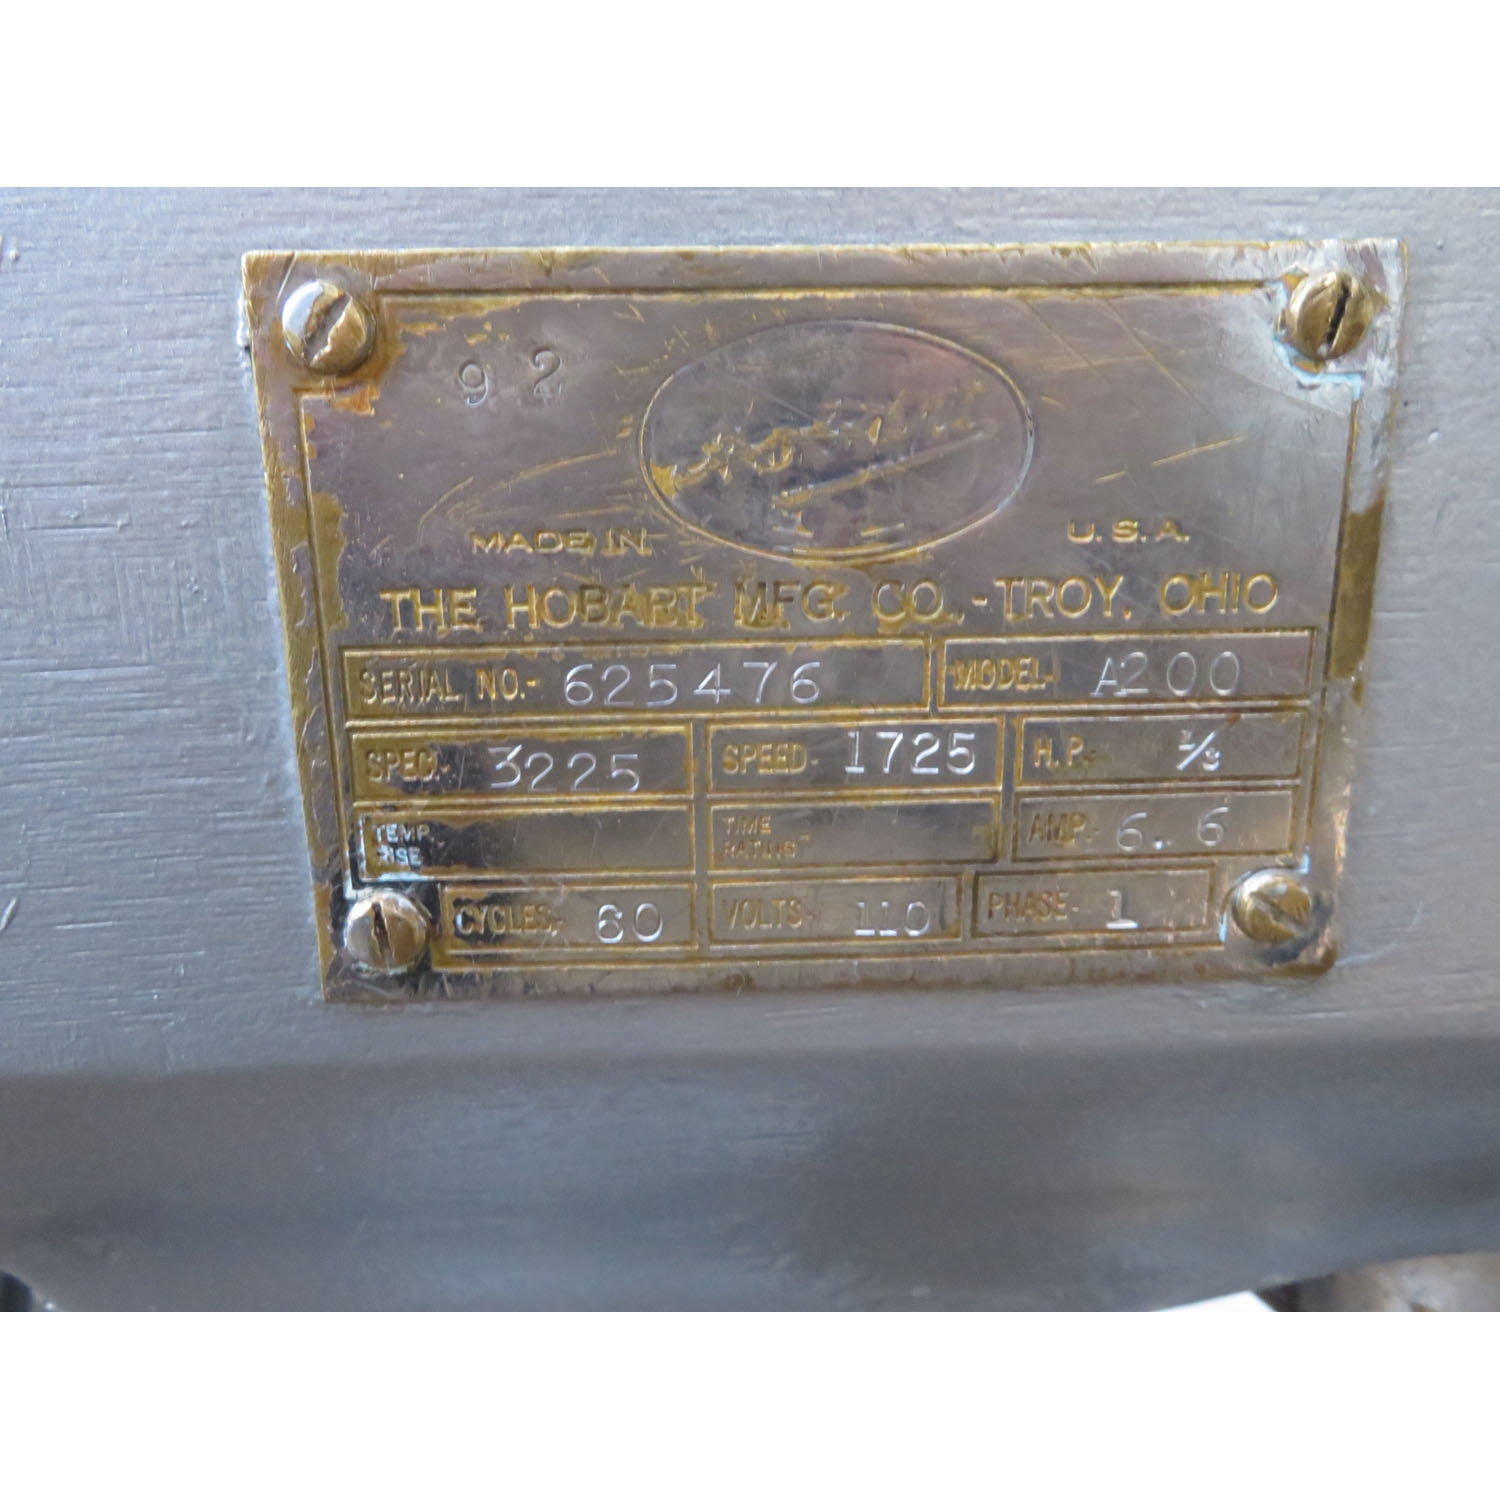 92
MADE IN U.S.A.
THE HOBART MFG. CO.,-TROY, OHIO
SERIAL NO.- 625476 MODEL- A200
SPEC.- 3225 SPEED- 1725 H.P.- 1/3
TEMP. RISE TIME RATING- AMP.- 6.6
CYCLES.- 60 VOLTS- 110 PHASE- 1